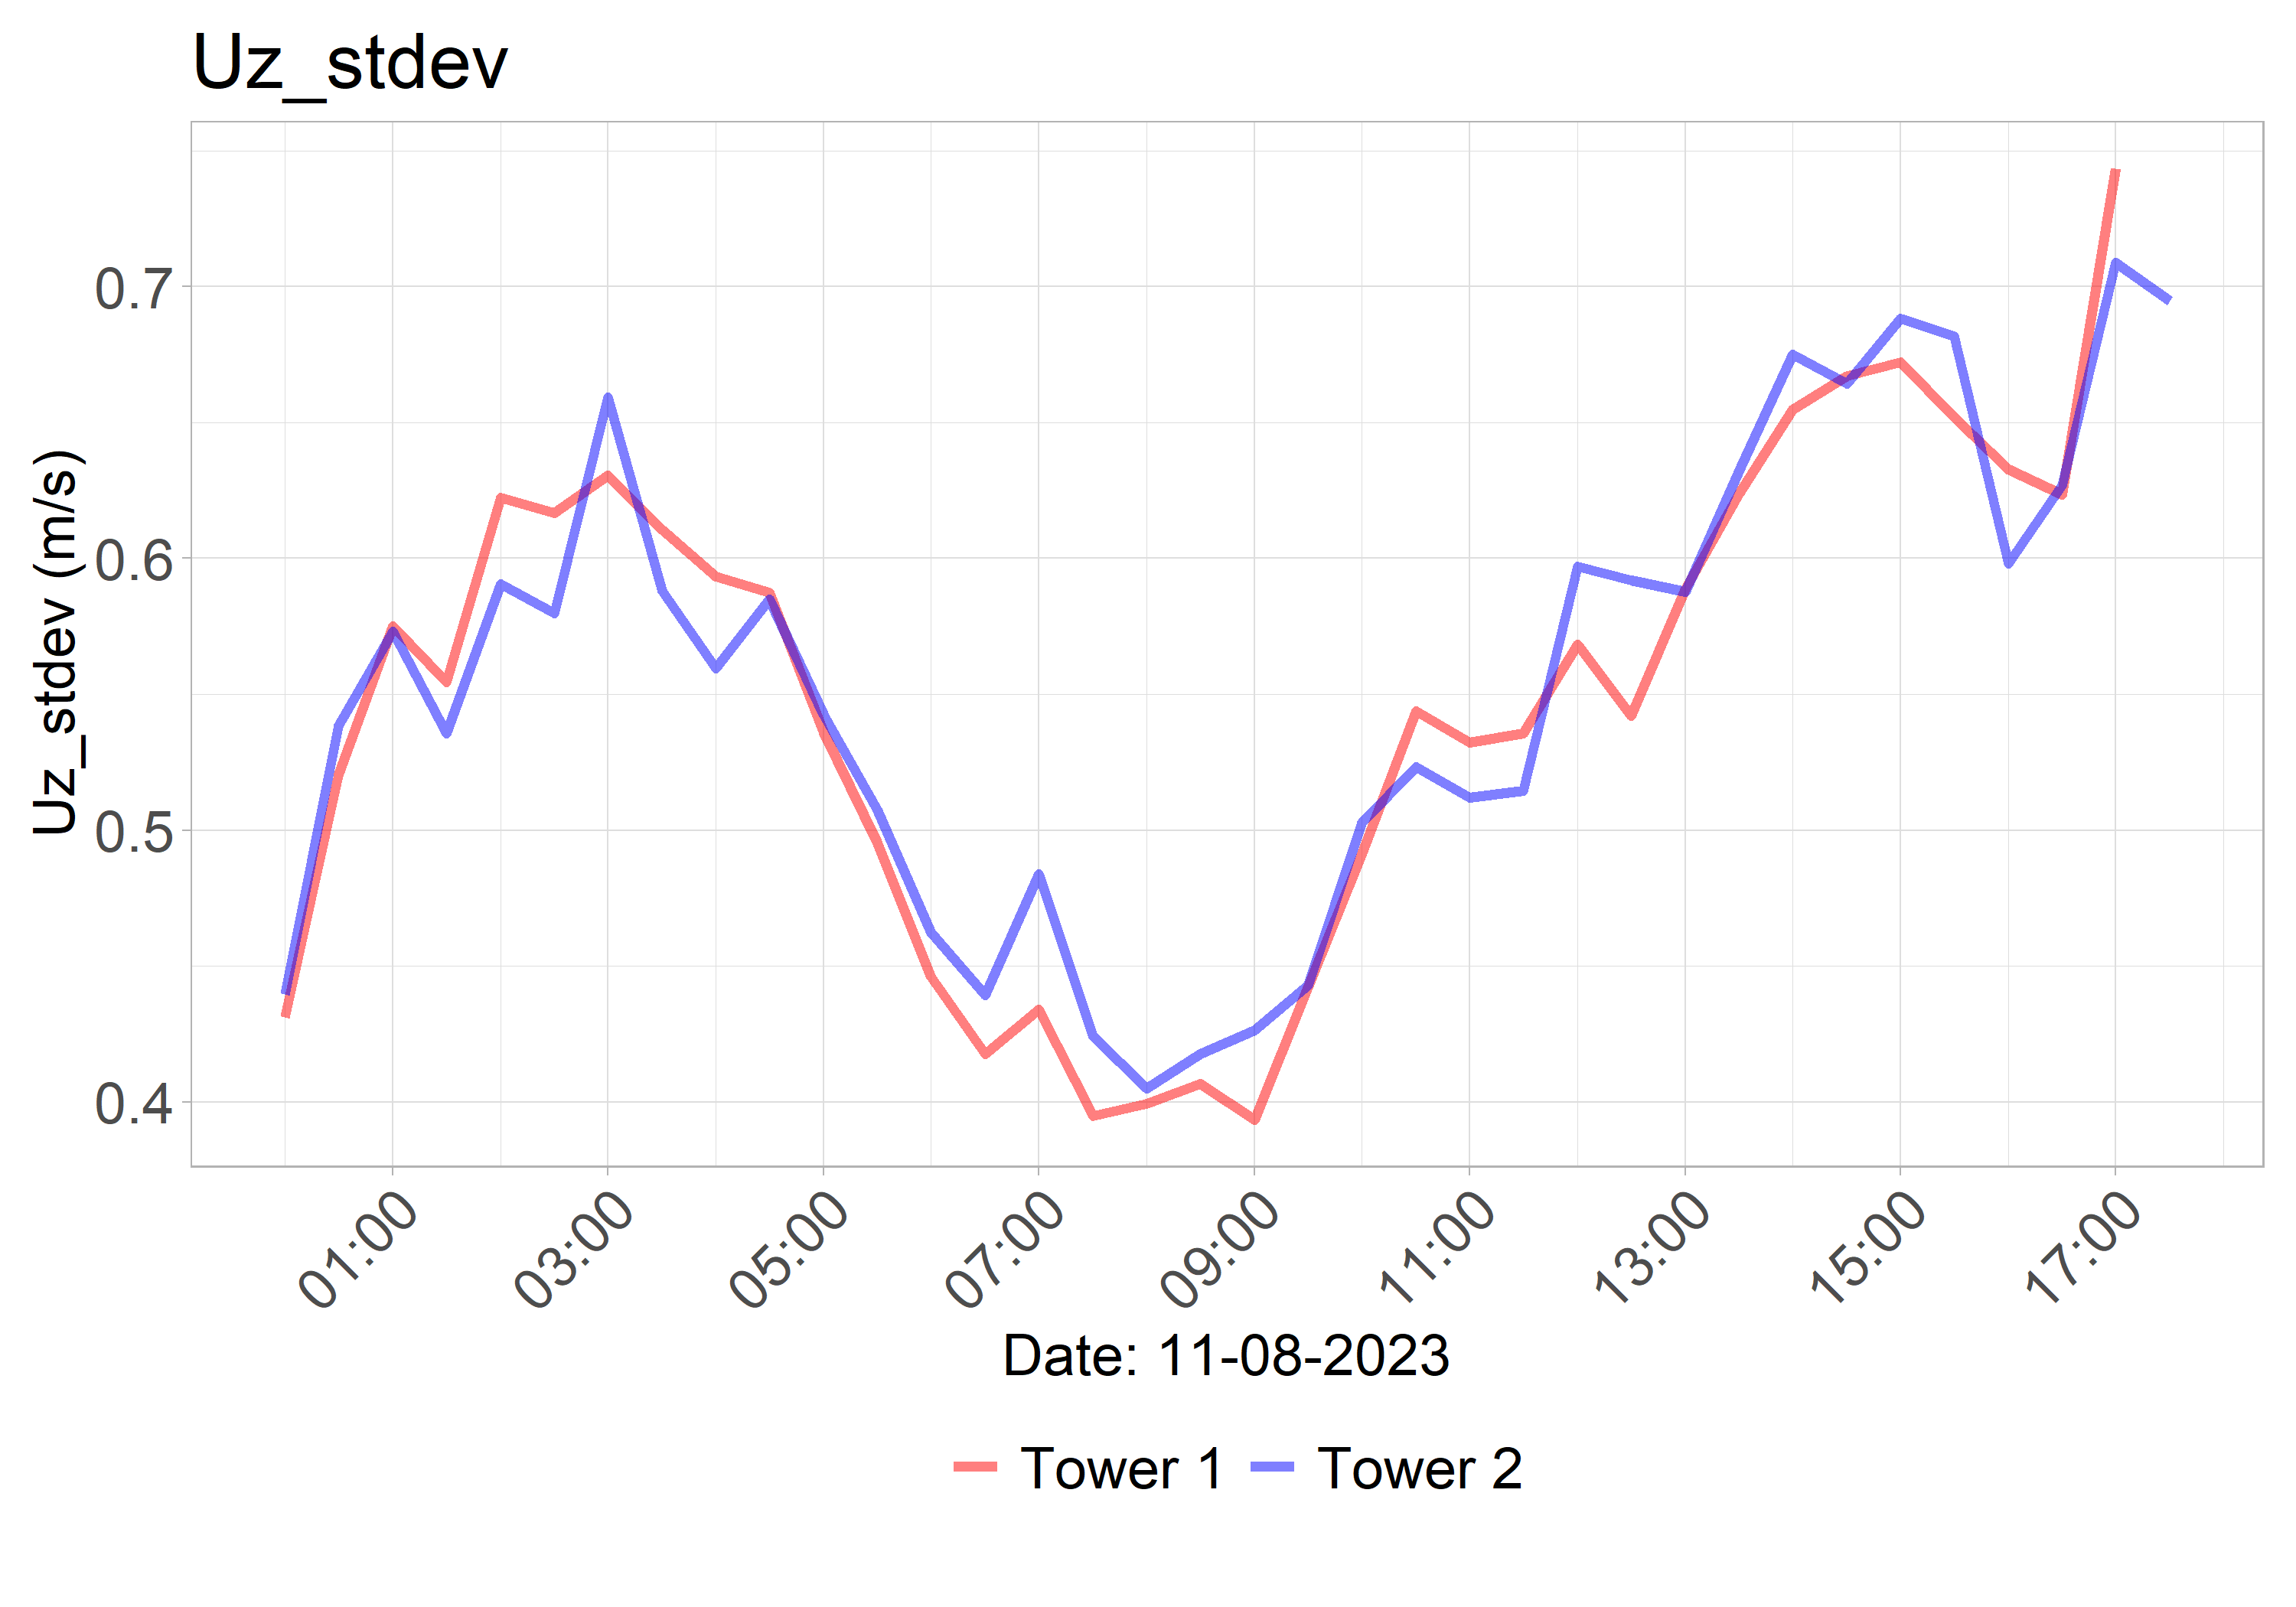 Uz_stdev
Uz_stdev (m/s)
0.7
0.6
0.5
0.4
01:00 03:00 05:00 07:00 09:00 11:00 13:00 15:00 17:00
Date: 11-08-2023
Tower 1 Tower 2